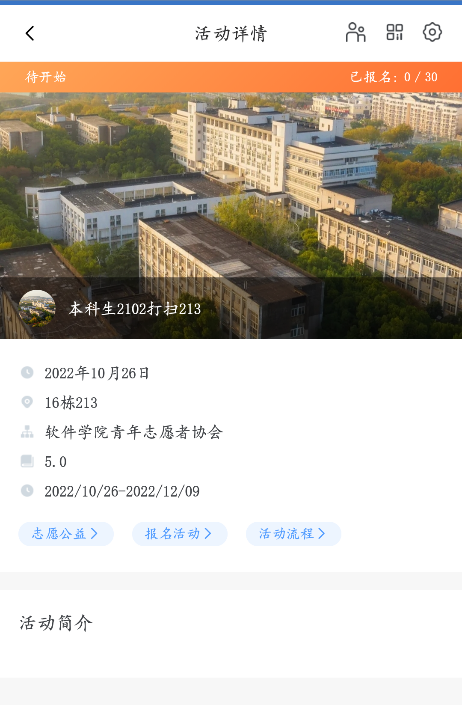 活动详情
待开始
已报名: 0 / 30
本科生2102打扫213
2022年10月26日
16栋213
软件学院青年志愿者协会
5.0
2022/10/26-2022/12/09
志愿公益
报名活动
活动流程
活动简介